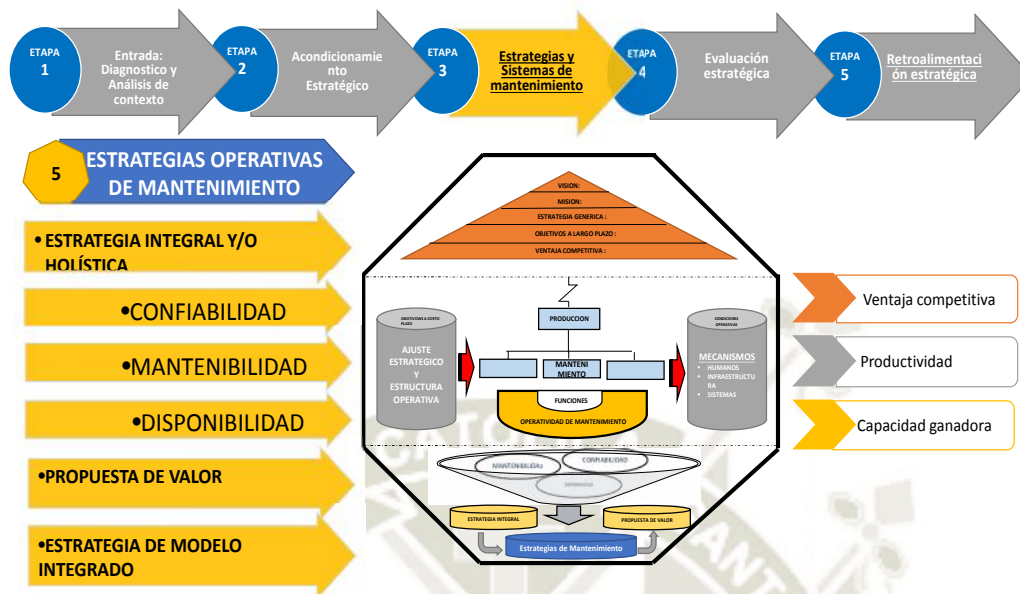 ETAPA
1
Entrada:
Diagnostico y
Análisis de
contexto
ETAPA
2
Acondicionamie
nto
Estratégico
ETAPA
3
Estrategias y
Sistemas de
mantenimiento
ETAPA
4
Evaluación
estratégica
ETAPA
5
Retroalimentaci
ón estratégica
5
ESTRATEGIAS OPERATIVAS
DE MANTENIMIENTO
• ESTRATEGIA INTEGRAL Y/O
HOLÍSTICA
•CONFIABILIDAD
•MANTENIBILIDAD
•DISPONIBILIDAD
•PROPUESTA DE VALOR
•ESTRATEGIA DE MODELO
INTEGRADO
VISION:
MISION:
ESTRATEGIA GENERICA :
OBJETIVOS A LARGO PLAZO :
VENTAJA COMPETITIVA :
AJUSTE
ESTRATEGICO
Y
ESTRUCTURA
OPERATIVA
PRODUCCION
MANTENI
MIENTO
FUNCIONES
OPERATIVIDAD DE MANTENIMIENTO
CONDICIONES
OPERATIVAS
MECANISMOS
• HUMANOS
• INFRAESTRUCTU
RA
• SISTEMAS
CONFIABILIDAD
ESTRATEGIA INTEGRAL
PROPUESTA DE VALOR
Estrategias de Mantenimiento
Ventaja competitiva
Productividad
Capacidad ganadora